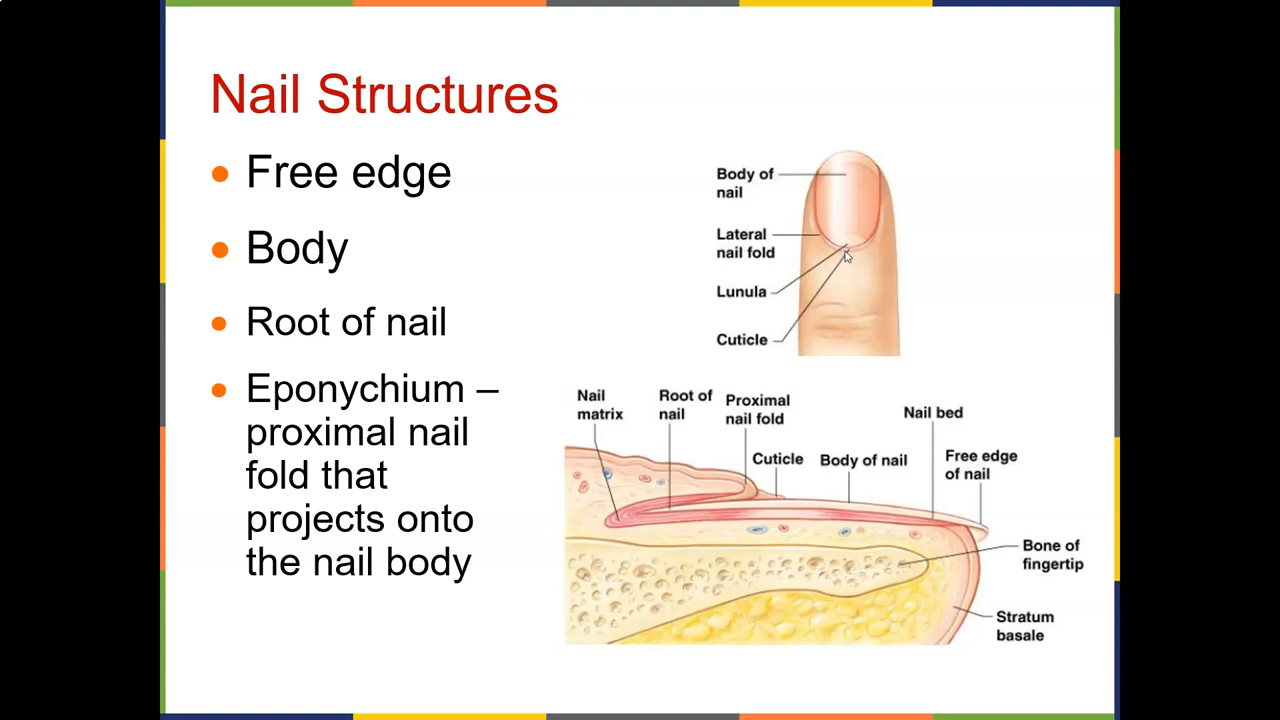 Nail Structures
• Free edge
• Body
• Root of nail
• Eponychium –
proximal nail
fold that
projects onto
the nail body
Body of
nail
Lateral
nail fold
Lunula
Cuticle
Nail
matrix
Root of
nail
Proximal
nail fold
Cuticle
Body of nail
Nail bed
Free edge
of nail
Bone of
fingertip
Stratum
basale